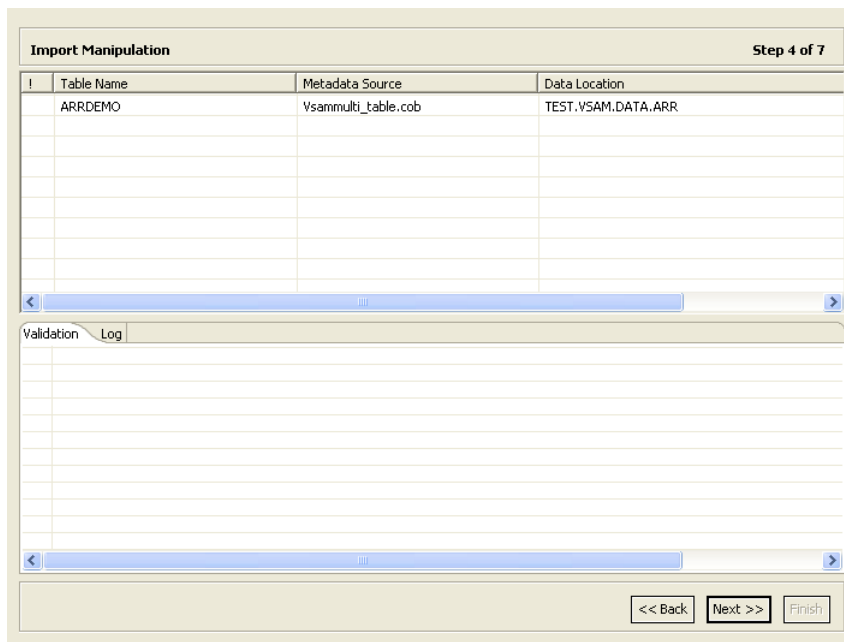 Import Manipulation Step 4 of 7
! Table Name Metadata Source Data Location
ARRDEMO Vsammulti_table.cob TEST.VSAM.DATA.ARR
Validation Log
<< Back Next >> Finish